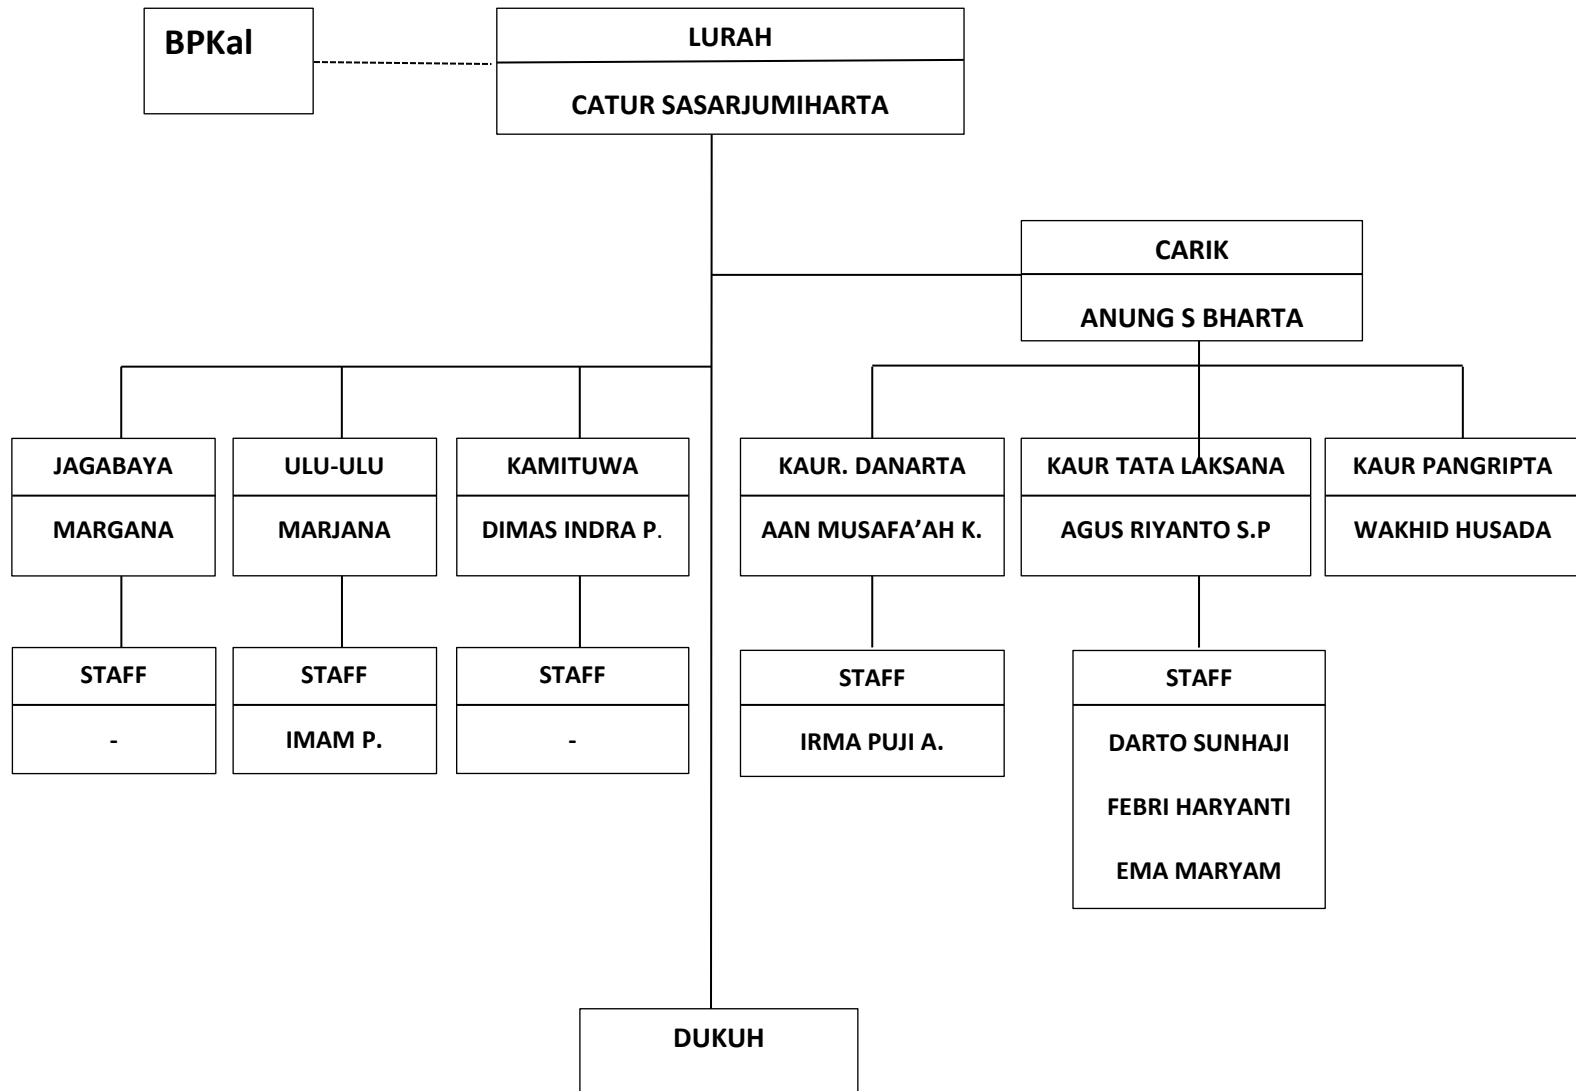 BPKal
LURAH
CATUR SASARJUMIHARTA
CARIK
ANUNG S BHARTA
JAGABAYA
MARGANA
ULU-ULU
MARJANA
KAMITUWA
DIMAS INDRA P.
KAUR. DANARTA
AAN MUSAFA’AH K.
KAUR TATA LAKSANA
AGUS RIYANTO S.P
KAUR PANGRIPTA
WAKHID HUSADA
STAFF
-
STAFF
IMAM P.
STAFF
-
STAFF
IRMA PUJI A.
STAFF
DARTO SUNHAJI
FEBRI HARYANTI
EMA MARYAM
DUKUH